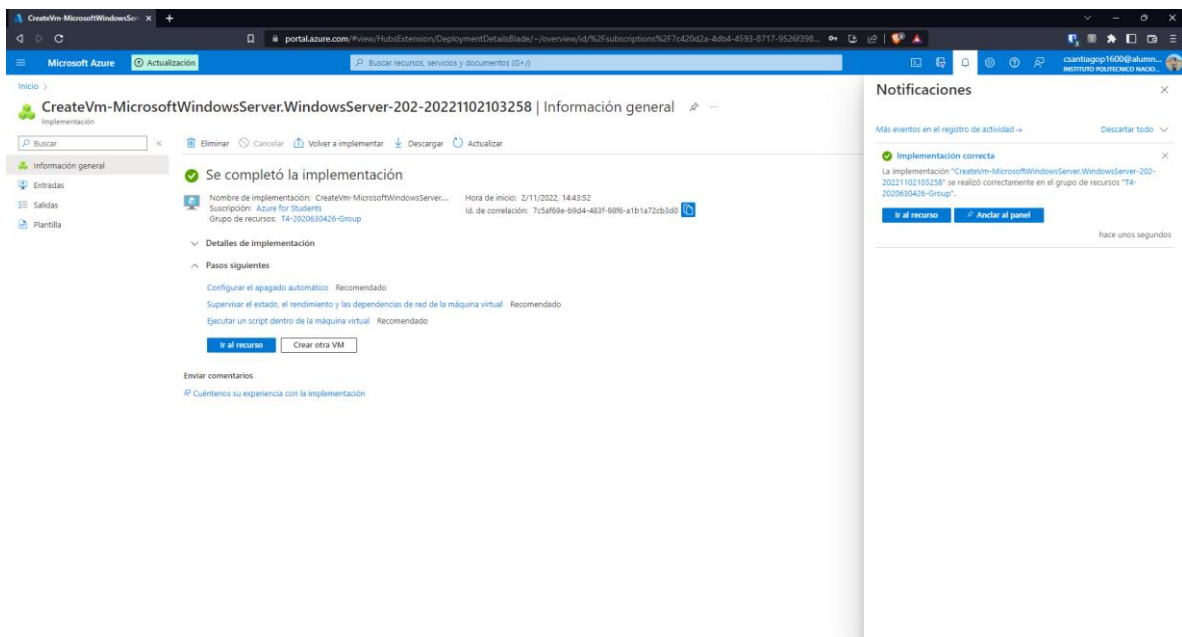 CreateVm-MicrosoftWindowsSer
portal.azure.com/#view/HubsExtension/DeploymentDetailsBlade/~/overview/id/%2Fsubscriptions%2F7c420d2a-4db4-4593-8717-9526f398...
Microsoft Azure
Actualización
Buscar recursos, servicios y documentos (G+/)
csantiagop1600@alumn...
INSTITUTO POLITECNICO NACIO...
Inicio >
CreateVm-MicrosoftWindowsServer.WindowsServer-202-20221102103258 | Información general
Implementación
Buscar
Información general
Entradas
Salidas
Plantilla
Eliminar
Cancelar
Volver a implementar
Descargar
Actualizar
Se completó la implementación
Nombre de implementación: CreateVm-MicrosoftWindowsServer....
Suscripción: Azure for Students
Grupo de recursos: T4-2020630426-Group
Hora de inicio: 2/11/2022, 14:43:52
Id. de correlación: 7c5af69e-b9d4-483f-98f6-a1b1a72cb3d0
Detalles de implementación
Pasos siguientes
Configurar el apagado automático Recomendado
Supervisar el estado, el rendimiento y las dependencias de red de la máquina virtual Recomendado
Ejecutar un script dentro de la máquina virtual Recomendado
Ir al recurso
Crear otra VM
Enviar comentarios
Cuéntenos su experiencia con la implementación
Notificaciones
Más eventos en el registro de actividad →
Descartar todo
Implementación correcta
La implementación "CreateVm-MicrosoftWindowsServer.WindowsServer-202-
20221102103258" se realizó correctamente en el grupo de recursos "T4-
2020630426-Group".
Ir al recurso
Anclar al panel
hace unos segundos